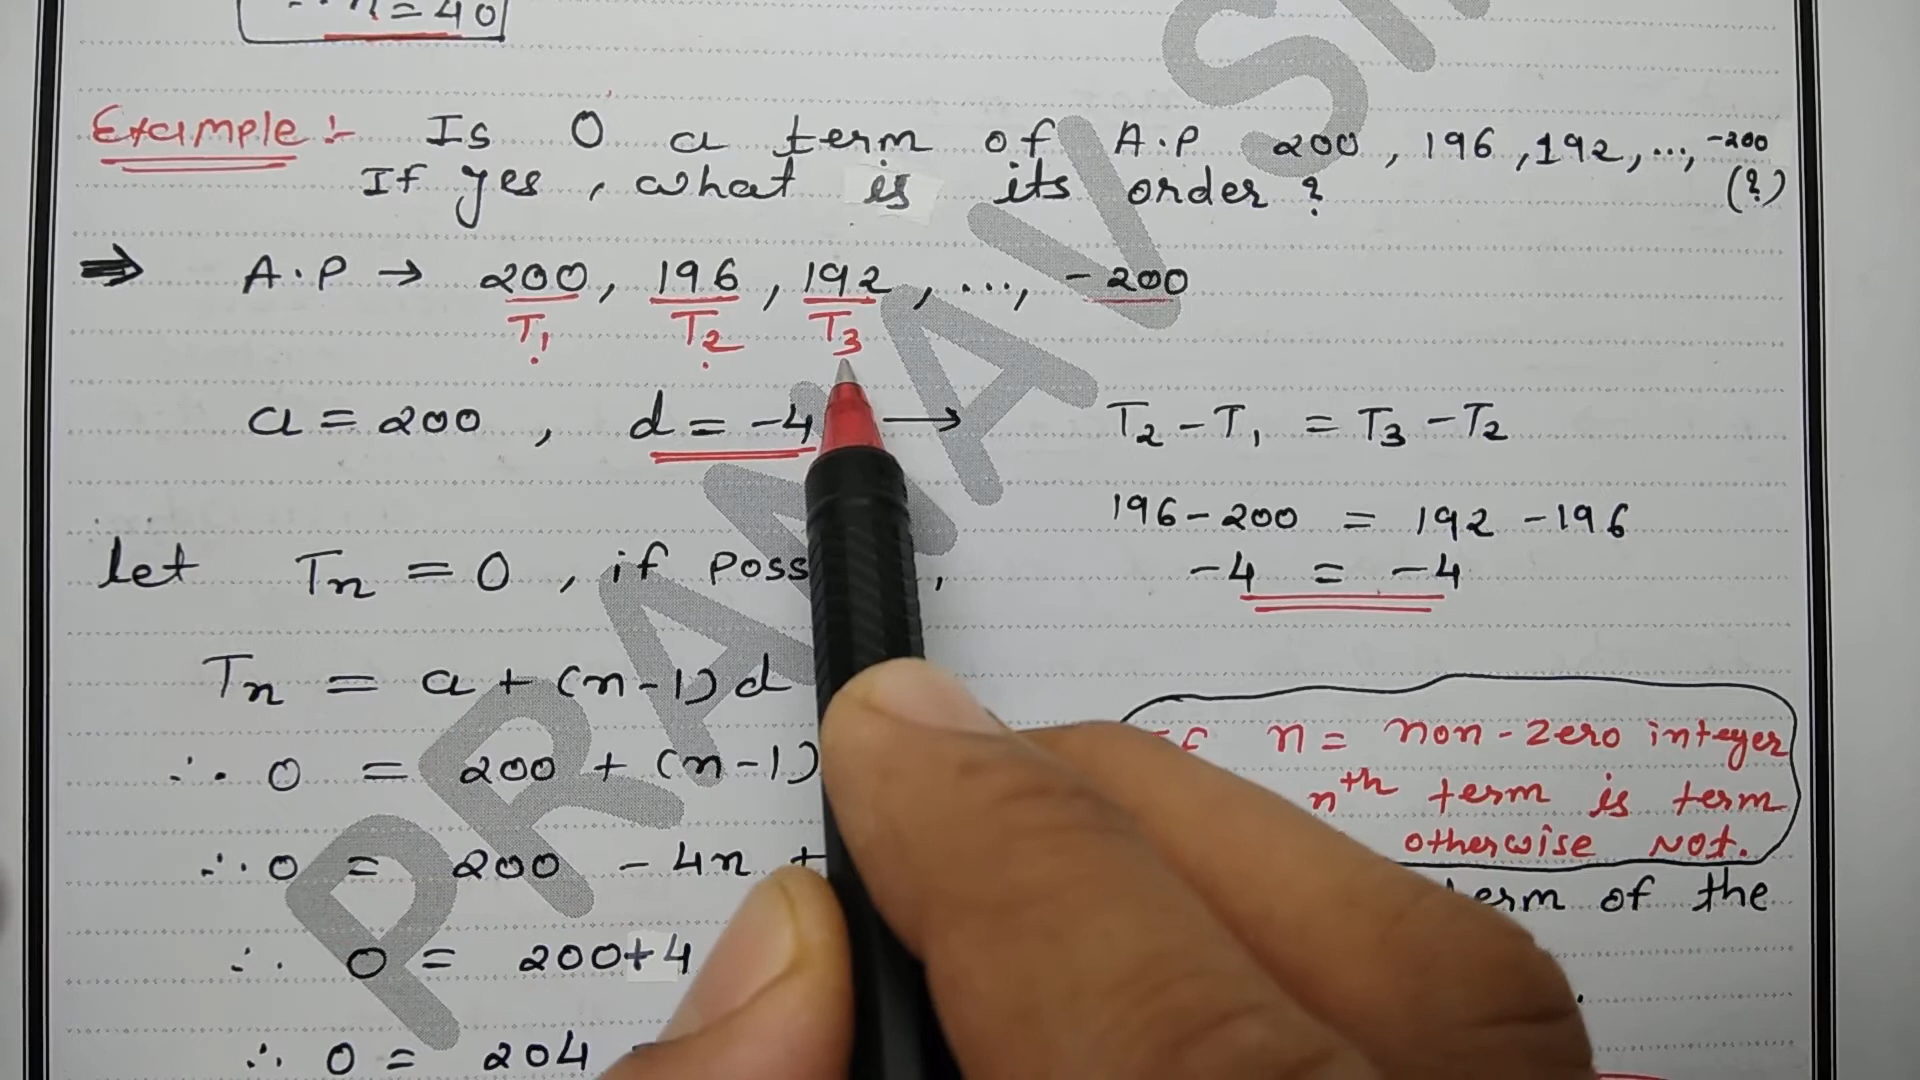 ∴ n = 40
Example :- Is 0 a term of A.P 200, 196, 192, ..., -200
If yes, what is its order ? (?)
⇒ A.P → 200, 196, 192, ..., -200
T₁ T₂ T₃
a = 200, d = -4 → T₂ - T₁ = T₃ - T₂
196 - 200 = 192 - 196
-4 = -4
let Tn = 0, if ,
Tn = a + (n-1)d
∴ 0 = 200 + (n-1)
∴ 0 = 200 - 4n +
∴ 0 = 200+4
∴ 0 = 204
n = non-zero integer
nth term is term
otherwise Not.
of the
PRANAV